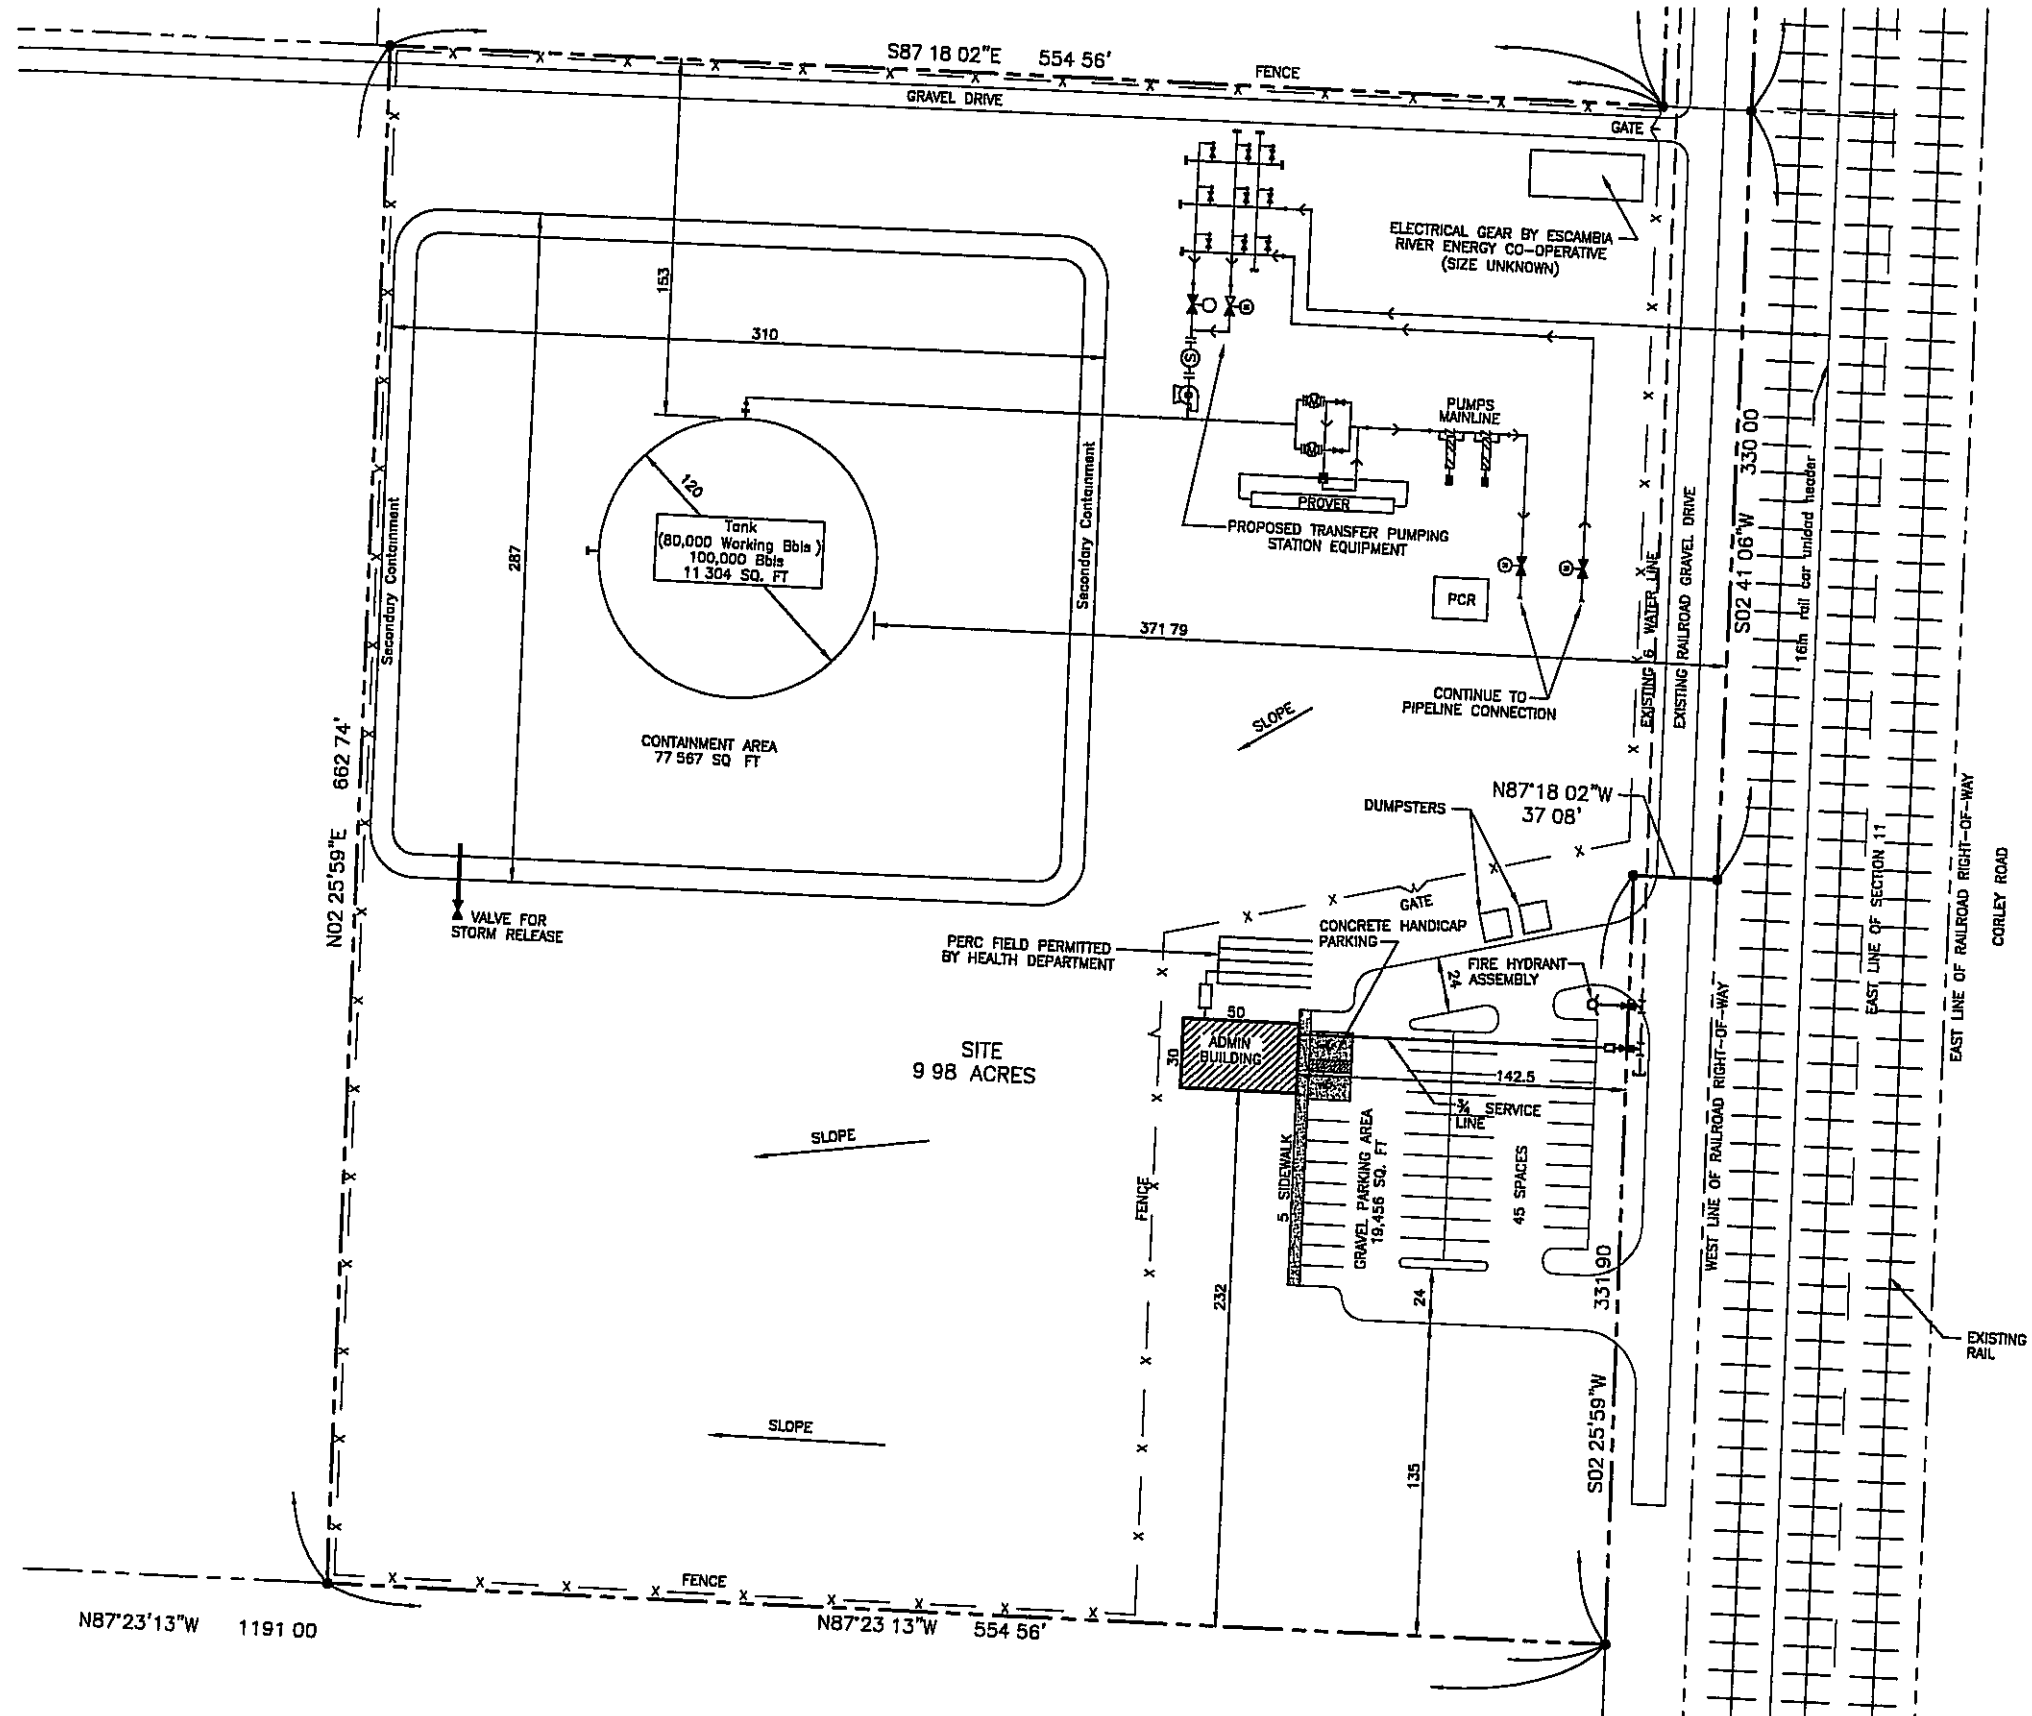 S87 18 02"E 554 56'
FENCE
GRAVEL DRIVE
GATE
ELECTRICAL GEAR BY ESCAMBIA
RIVER ENERGY CO-OPERATIVE
(SIZE UNKNOWN)
153
310
287
120
Tank
(80,000 Working Bbls )
100,000 Bbls
11 304 SQ. FT
Secondary Containment
Secondary Containment
S
M
M
PUMPS
MAINLINE
PROVER
PROPOSED TRANSFER PUMPING
STATION EQUIPMENT
PCR
371 79
CONTINUE TO
PIPELINE CONNECTION
SLOPE
CONTAINMENT AREA
77 567 SQ FT
N02 25'59"E 662 74'
VALVE FOR
STORM RELEASE
EXISTING 6 WATER LINE
EXISTING RAILROAD GRAVEL DRIVE
S02 41 06"W 330 00
16in rail car unload header
N87°18 02"W
37 08'
DUMPSTERS
GATE
CONCRETE HANDICAP
PARKING
PERC FIELD PERMITTED
BY HEALTH DEPARTMENT
24
FIRE HYDRANT
ASSEMBLY
50
30
ADMIN
BUILDING
142.5
3/4 SERVICE
LINE
SITE
9 98 ACRES
SLOPE
FENCE
5 SIDEWALK
GRAVEL PARKING AREA
19,456 SQ. FT
45 SPACES
232
24
135
331 90
S02 25'59"W
WEST LINE OF RAILROAD RIGHT-OF-WAY
EAST LINE OF SECTION 11
EAST LINE OF RAILROAD RIGHT-OF-WAY
CORLEY ROAD
EXISTING
RAIL
SLOPE
FENCE
N87°23'13"W 1191 00
N87°23 13"W 554 56'